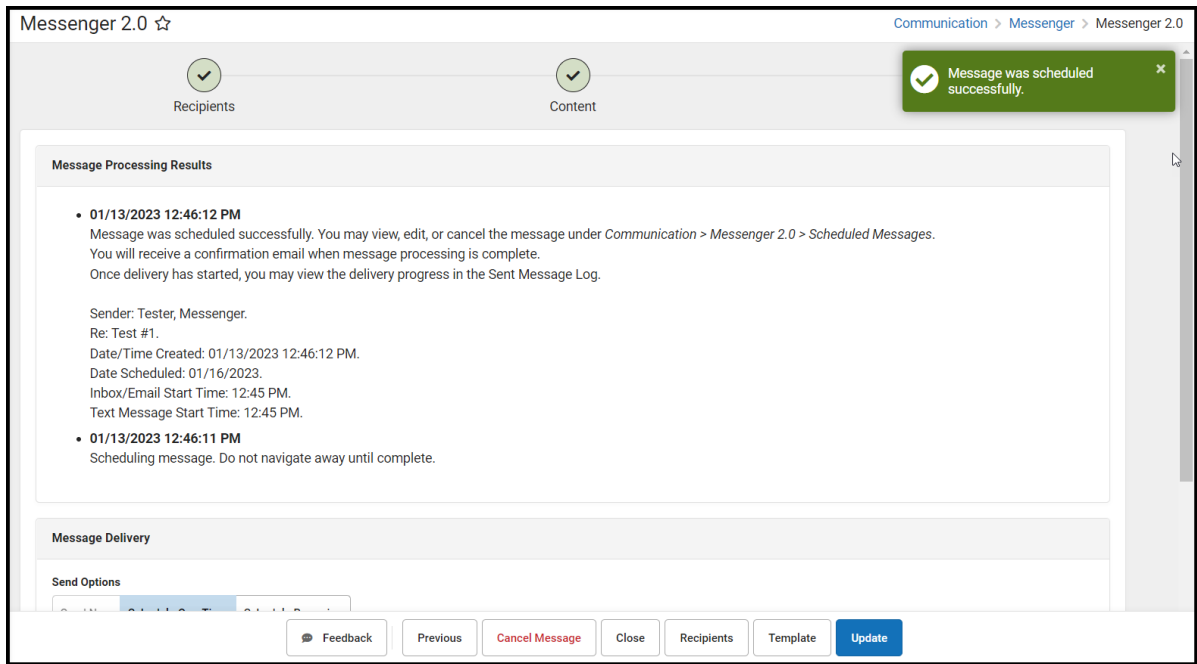 Messenger 2.0
Communication > Messenger > Messenger 2.0
Recipients
Content
Message was scheduled
successfully.
Message Processing Results
• 01/13/2023 12:46:12 PM
Message was scheduled successfully. You may view, edit, or cancel the message under Communication > Messenger 2.0 > Scheduled Messages.
You will receive a confirmation email when message processing is complete.
Once delivery has started, you may view the delivery progress in the Sent Message Log.
Sender: Tester, Messenger.
Re: Test #1.
Date/Time Created: 01/13/2023 12:46:12 PM.
Date Scheduled: 01/16/2023.
Inbox/Email Start Time: 12:45 PM.
Text Message Start Time: 12:45 PM.
• 01/13/2023 12:46:11 PM
Scheduling message. Do not navigate away until complete.
Message Delivery
Send Options
Feedback
Previous
Cancel Message
Close
Recipients
Template
Update